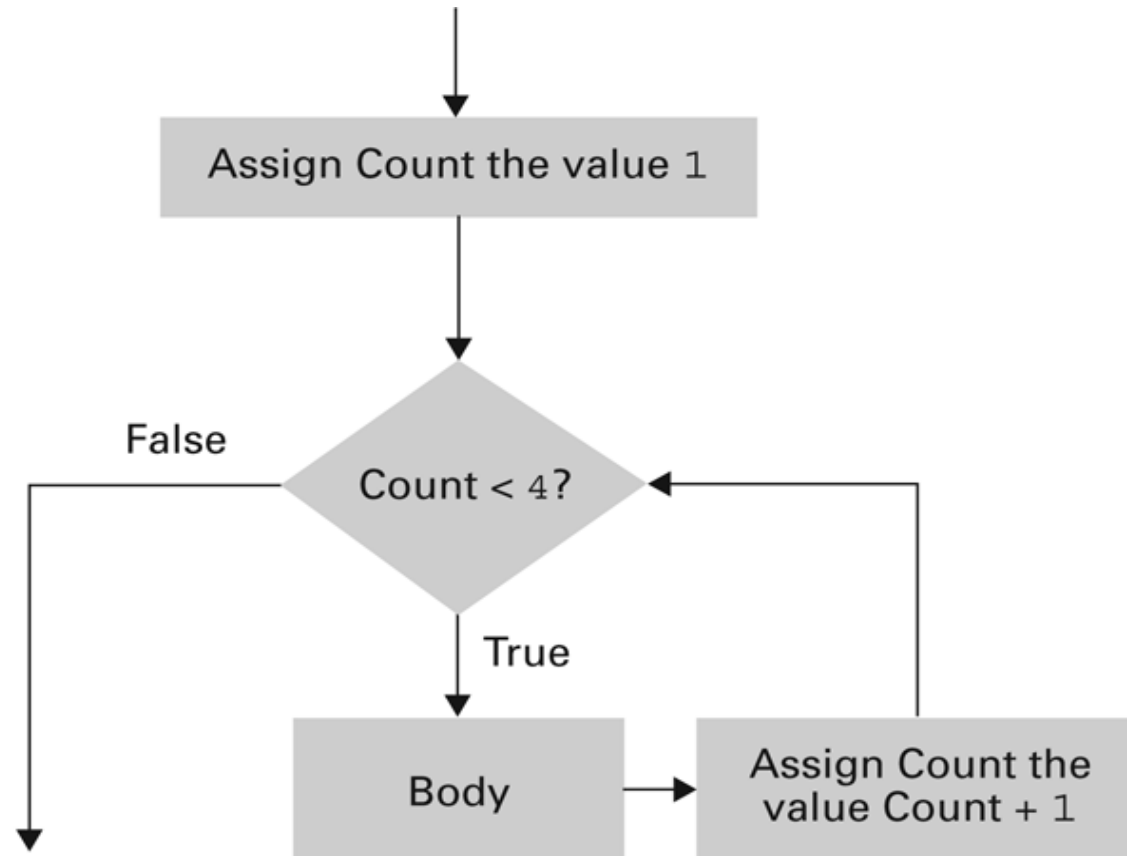 Assign Count the value 1
False
Count < 4?
True
Body
Assign Count the
value Count + 1